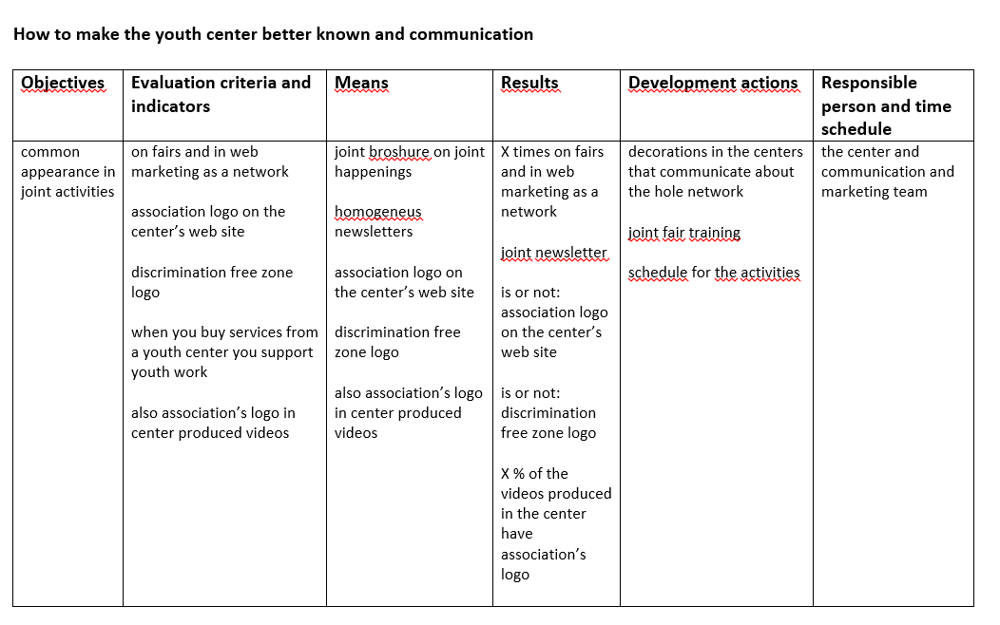 How to make the youth center better known and communication
Objectives
Evaluation criteria and
indicators
Means
Results
Development actions
Responsible
person and time
schedule
common
appearance in
joint activities
on fairs and in web
marketing as a network
association logo on the
center’s web site
discrimination free zone
logo
when you buy services from
a youth center you support
youth work
also association’s logo in
center produced videos
joint broshure on joint
happenings
homogeneus
newsletters
association logo on
the center’s web site
discrimination free
zone logo
also association’s logo
in center produced
videos
X times on fairs
and in web
marketing as a
network
joint newsletter
is or not:
association logo
on the center’s
web site
is or not:
discrimination
free zone logo
X % of the
videos produced
in the center
have
association’s
logo
decorations in the centers
that communicate about
the hole network
joint fair training
schedule for the activities
the center and
communication and
marketing team